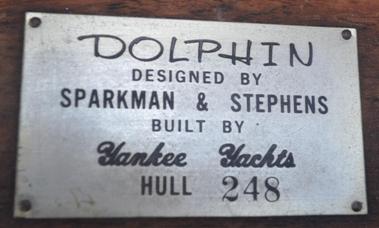 DOLPHIN
DESIGNED BY
SPARKMAN & STEPHENS
BUILT BY
Yankee Yachts
HULL 248